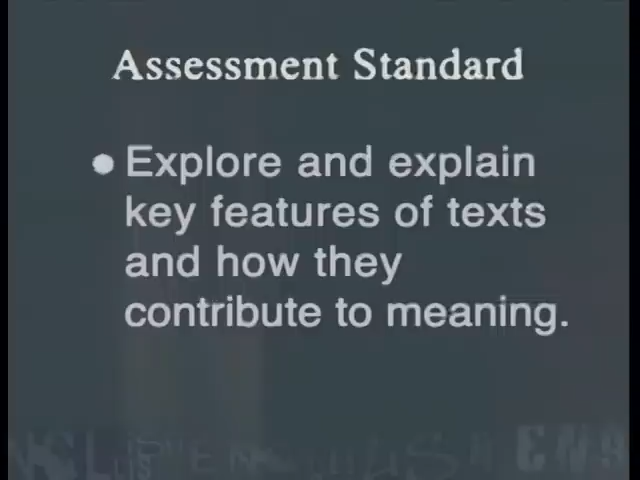 Assessment Standard
● Explore and explain
key features of texts
and how they
contribute to meaning.